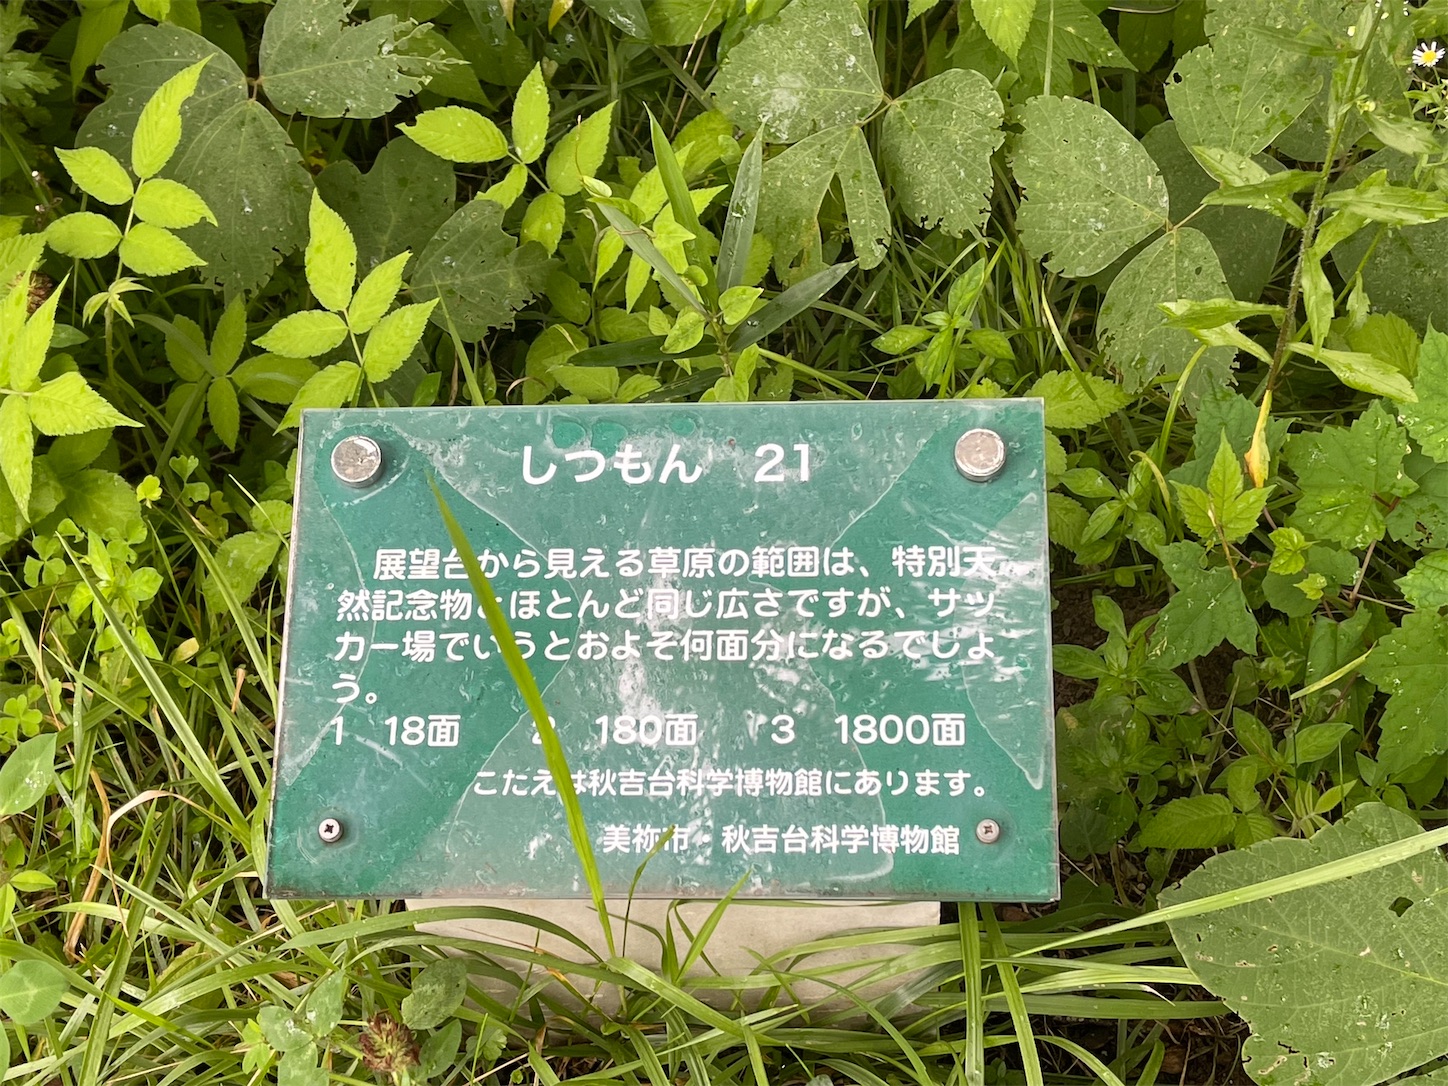 しつもん 21
展望台から見える草原の範囲は、特別天
然記念物とほとんど同じ広さですが、サッ
カー場でいうとおよそ何面分になるでしょ
う。
1 18面 2 180面 3 1800面
こたえは秋吉台科学博物館にあります。
美祢市・秋吉台科学博物館